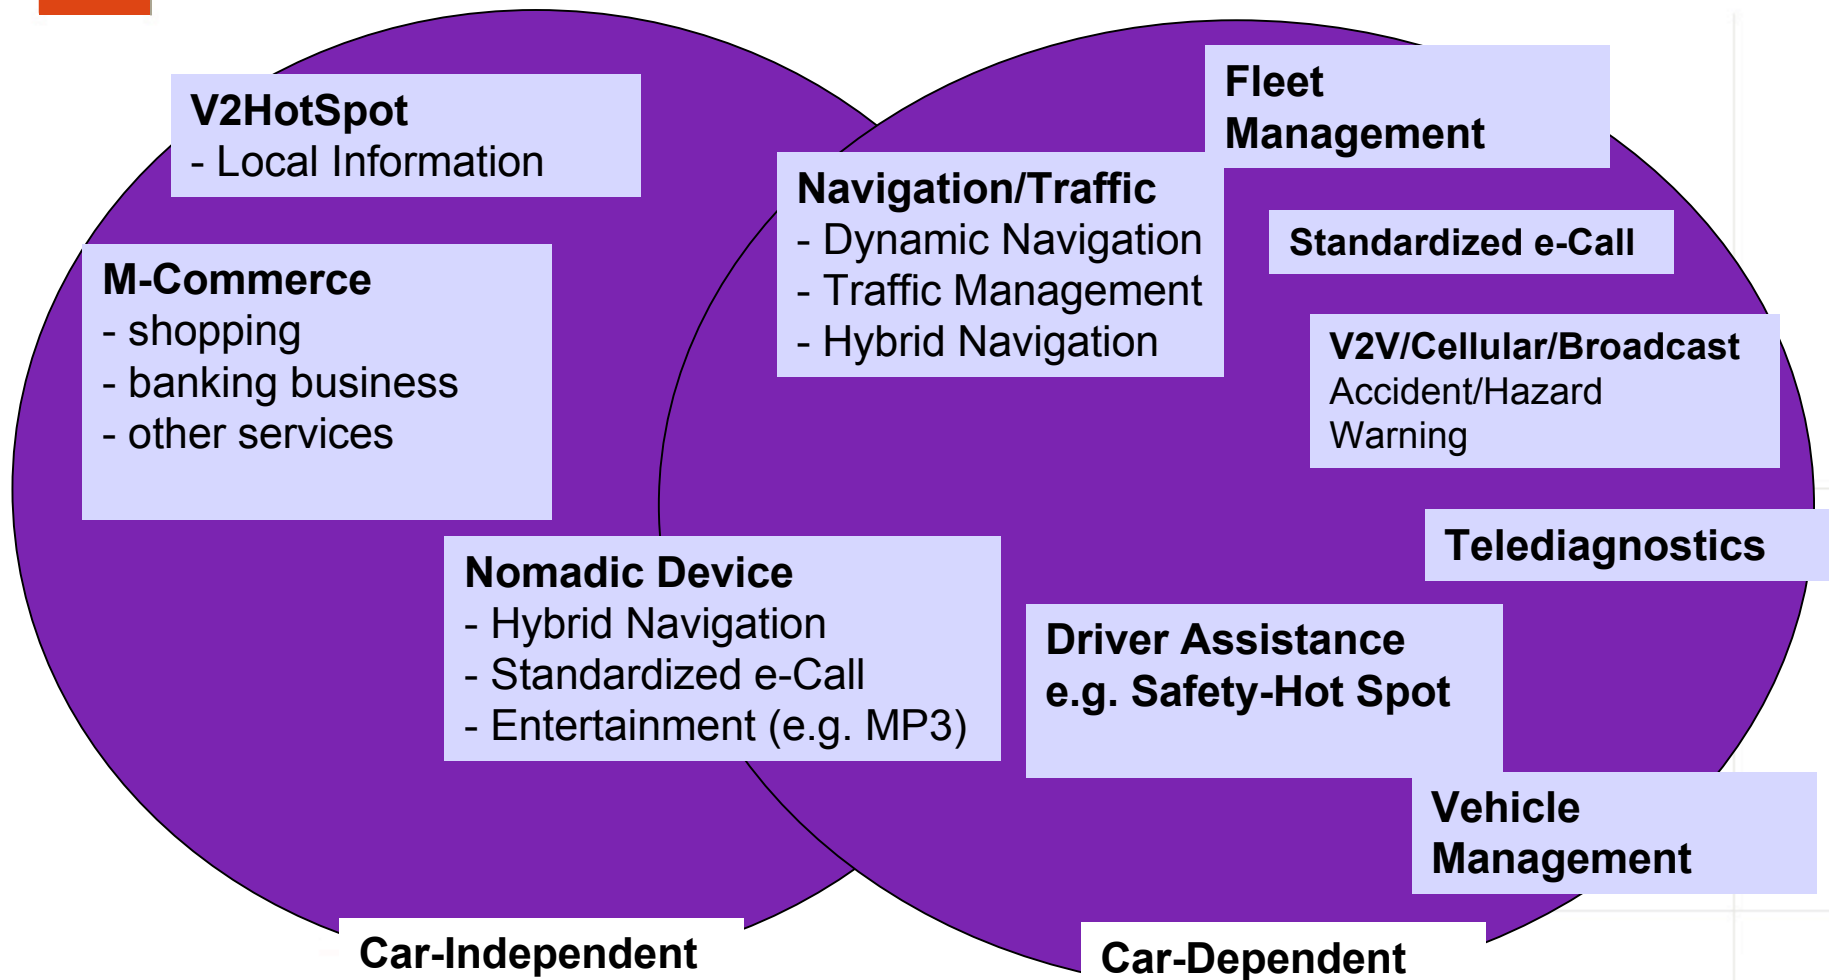 V2HotSpot
- Local Information
M-Commerce
- shopping
- banking business
- other services
Nomadic Device
- Hybrid Navigation
- Standardized e-Call
- Entertainment (e.g. MP3)
Navigation/Traffic
- Dynamic Navigation
- Traffic Management
- Hybrid Navigation
Fleet
Management
Standardized e-Call
V2V/Cellular/Broadcast
Accident/Hazard
Warning
Telediagnostics
Driver Assistance
e.g. Safety-Hot Spot
Vehicle
Management
Car-Independent
Car-Dependent